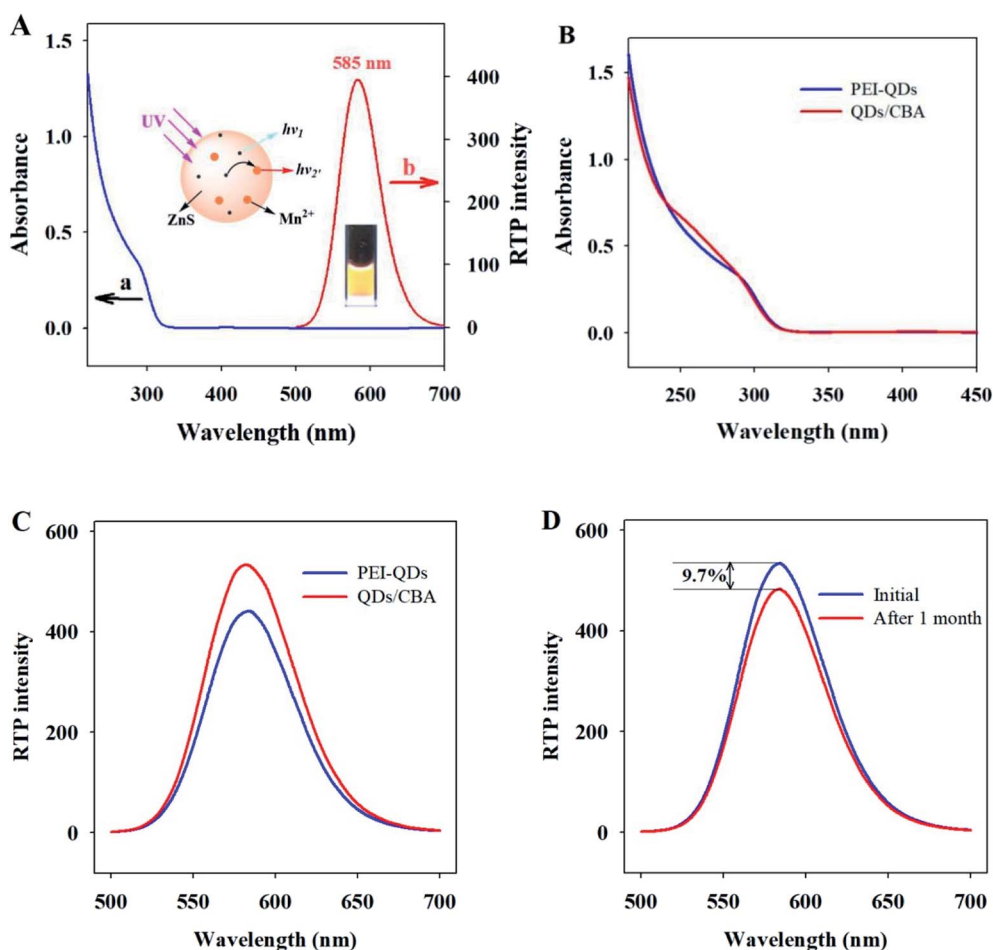 A
1.5
1.0
0.5
0.0
Absorbance
300
400
500
600
700
Wavelength (nm)
400
300
200
100
0
RTP intensity
585 nm
UV
hv1
hv2'
ZnS
Mn2+
a
b
B
1.5
1.0
0.5
0.0
Absorbance
250
300
350
400
450
Wavelength (nm)
PEI-QDs
QDs/CBA
C
600
400
200
0
RTP intensity
500
550
600
650
700
Wavelength (nm)
PEI-QDs
QDs/CBA
D
600
400
200
0
RTP intensity
500
550
600
650
700
Wavelength (nm)
9.7%
Initial
After 1 month